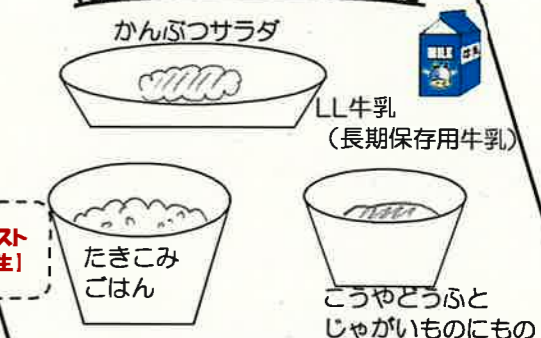 かんぶつサラダ
MILK
LL牛乳
（長期保存用牛乳）
スト
生】
たきこみ
ごはん
こうやどうふと
じゃがいものにもの